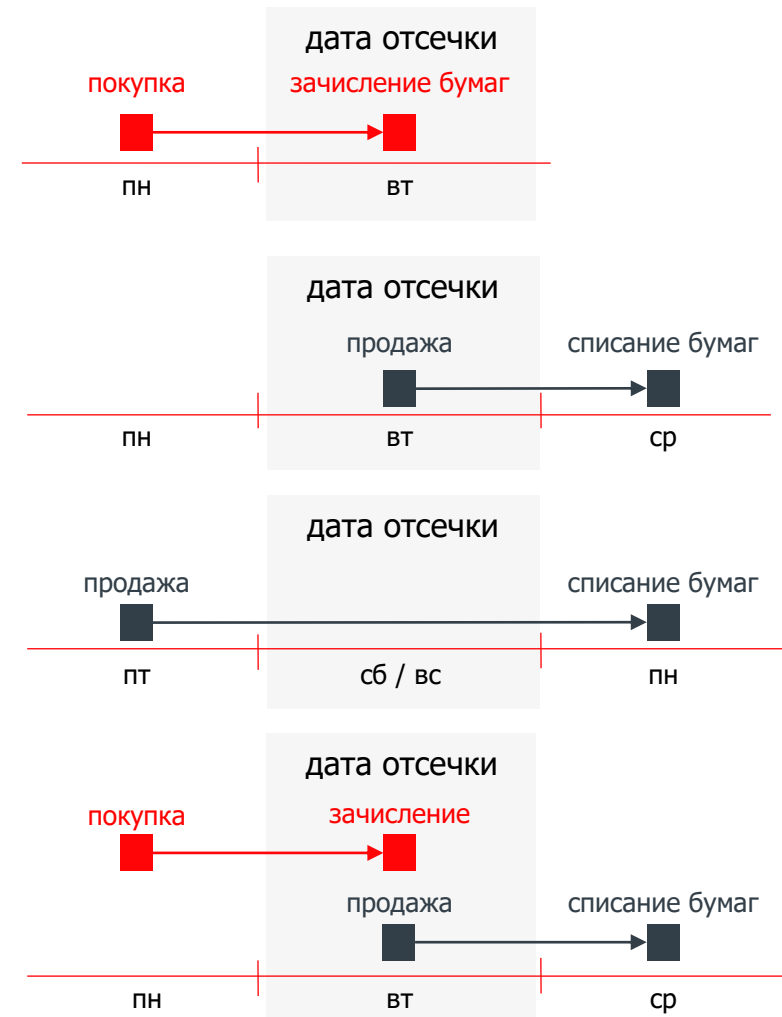 дата отсечки
покупка зачисление бумаг
пн вт
дата отсечки
продажа списание бумаг
пн вт ср
дата отсечки
продажа списание бумаг
пт сб / вс пн
дата отсечки
покупка зачисление
продажа списание бумаг
пн вт ср